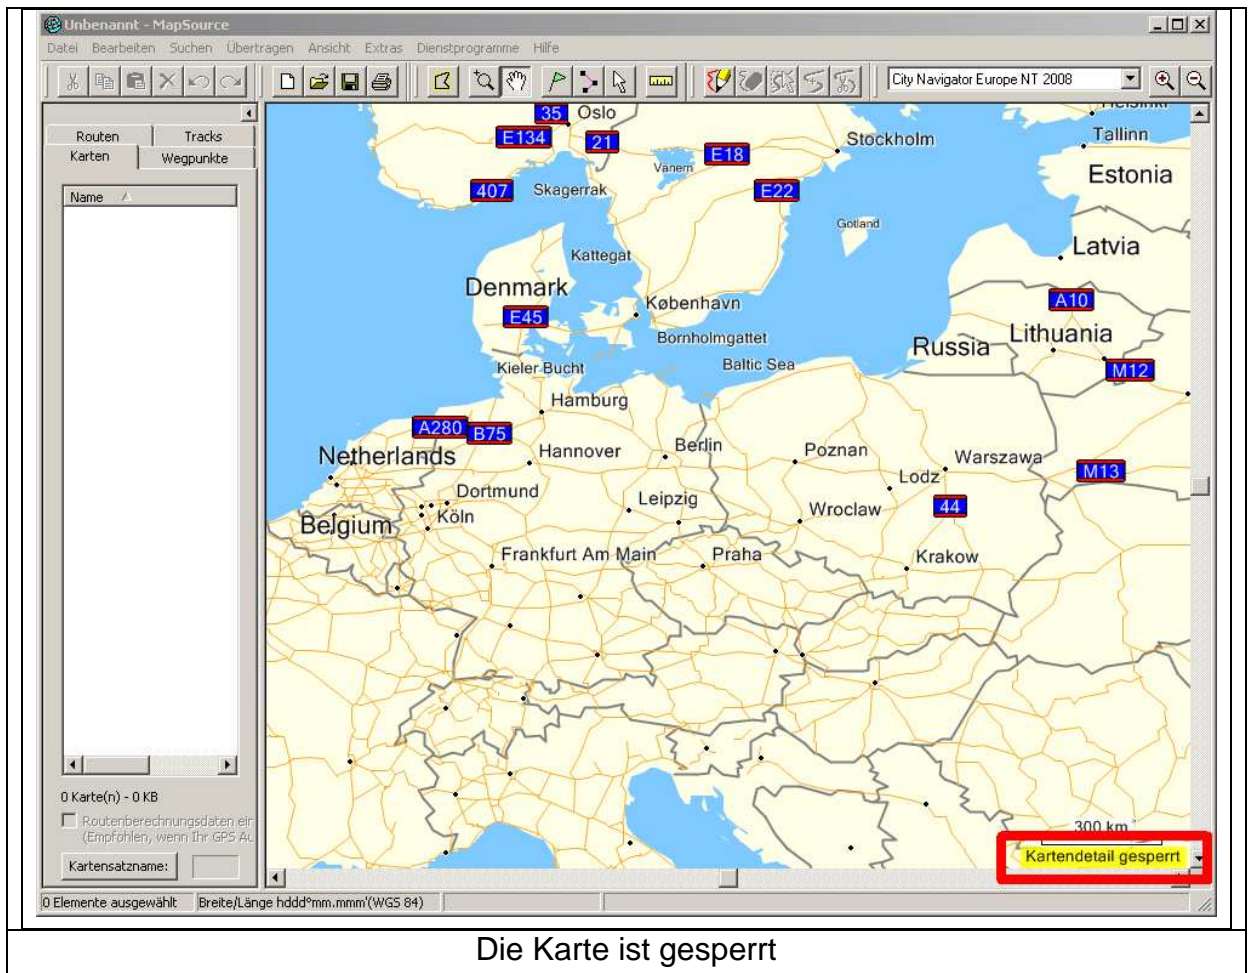 Unbenannt - MapSource
Datei Bearbeiten Suchen Übertragen Ansicht Extras Dienstprogramme Hilfe
City Navigator Europe NT 2008
Routen Tracks
Karten Wegpunkte
Name
35 Oslo
E134 21
E18
Stockholm
Tallinn
Vanern
Estonia
407 Skagerrak
E22
Gotland
Kattegat
Latvia
Denmark
København
A10
E45
Bornholmgattet
Lithuania
Russia
Kieler Bucht
Baltic Sea
M12
Hamburg
A280 B75
Netherlands
Hannover
Berlin
Poznan
Warszawa
Lodz
M13
Dortmund
Leipzig
Belgium
Köln
Wroclaw
44
Frankfurt Am Main
Praha
Krakow
0 Karte(n) - 0 KB
Routenberechnungsdaten ein
(Empfohlen, wenn Ihr GPS Au
Kartensatzname:
300 km
Kartendetail gesperrt
0 Elemente ausgewählt Breite/Länge hddd°mm.mmm'(WGS 84)
Die Karte ist gesperrt